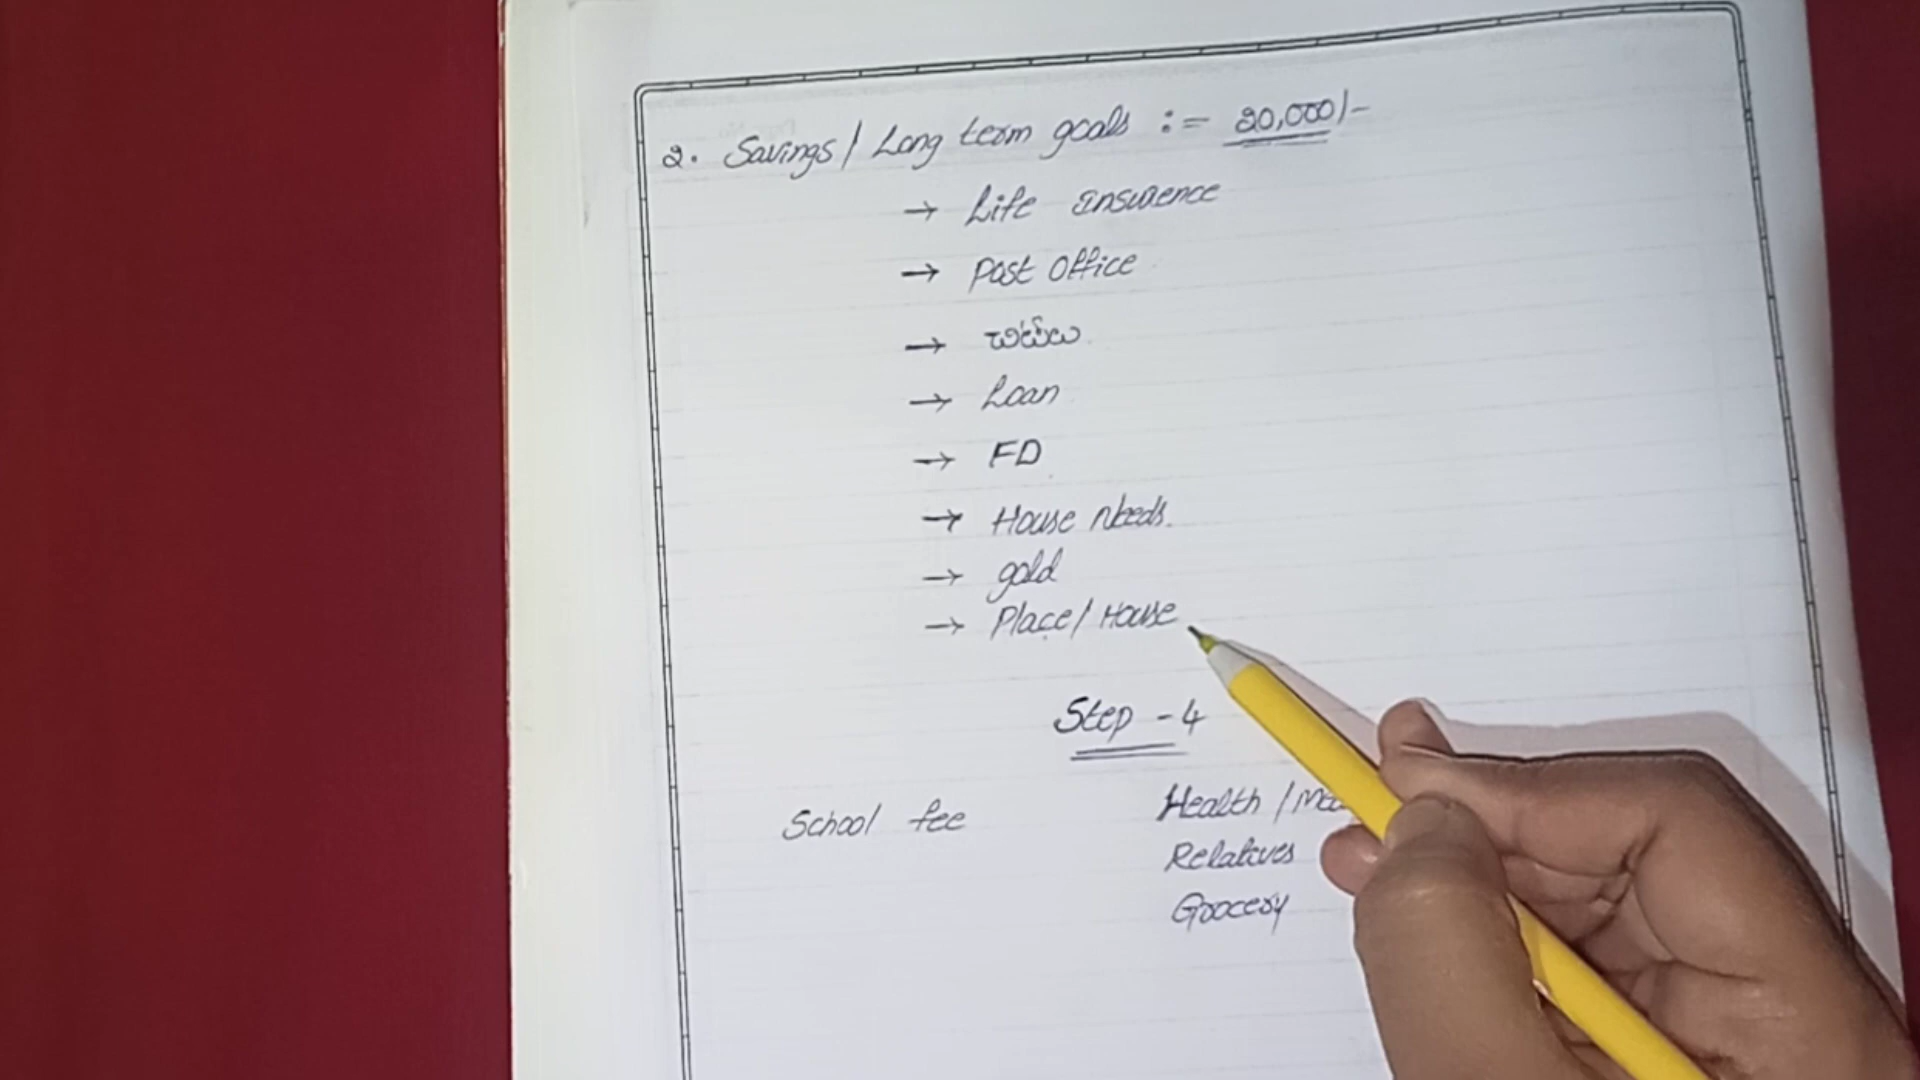 2. Savings / Long term goals :- 20,000/-
→ Life Insurence
→ Post Office
→
→ Loan
→ FD
→ House Needs.
→ gold
→ Place / House
Step - 4
School fee
Health /
Relatives
Grocery